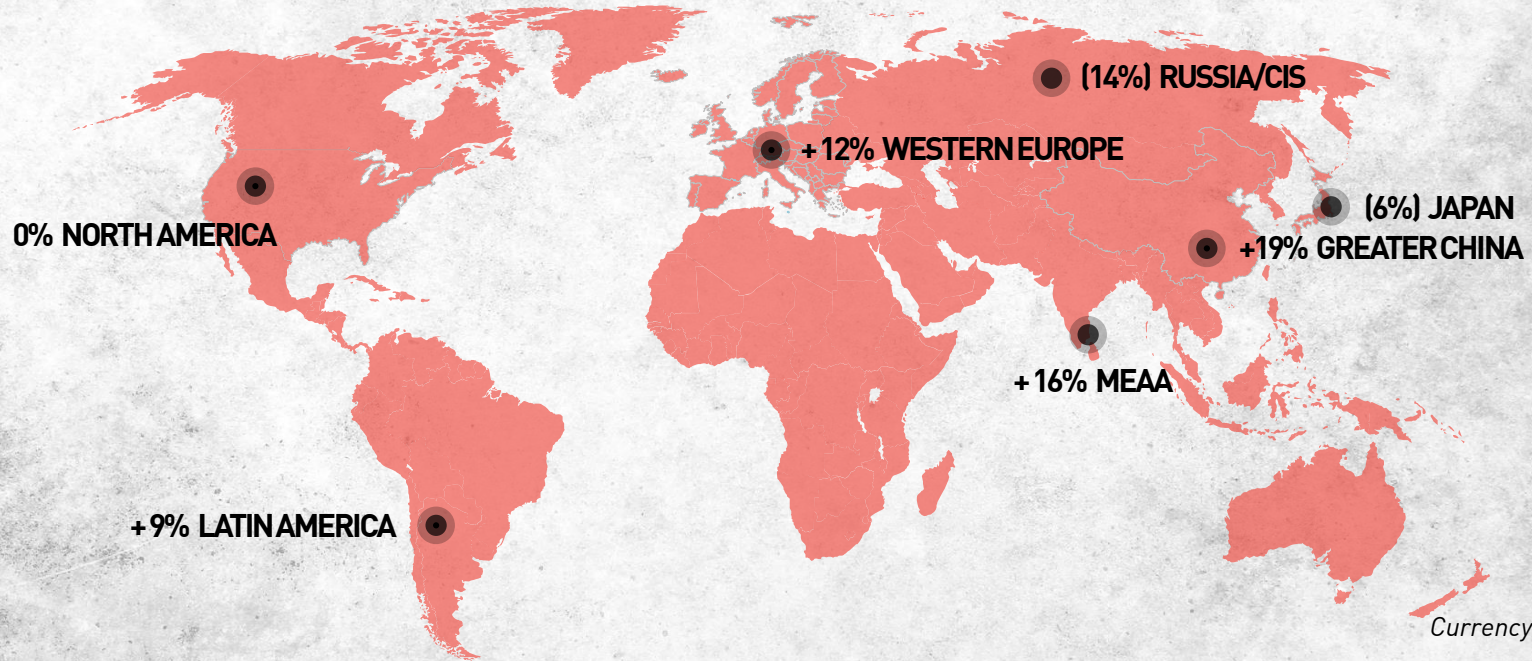 (14%) RUSSIA/CIS
+12% WESTERN EUROPE
(6%) JAPAN
0% NORTH AMERICA
+19% GREATER CHINA
+16% MEAA
+9% LATIN AMERICA
Currency